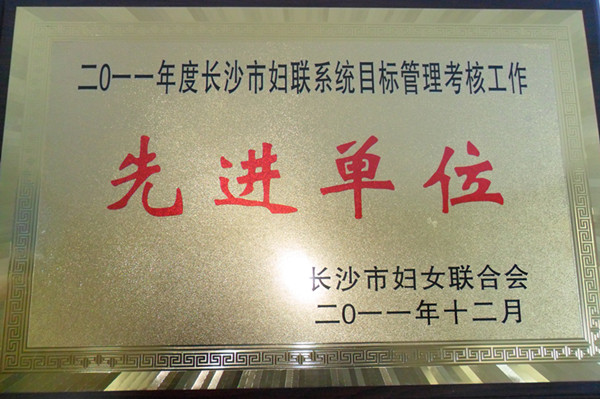 二0一一年度长沙市妇联系统目标管理考核工作
先进单位
长沙市妇女联合会
二0一一年十二月